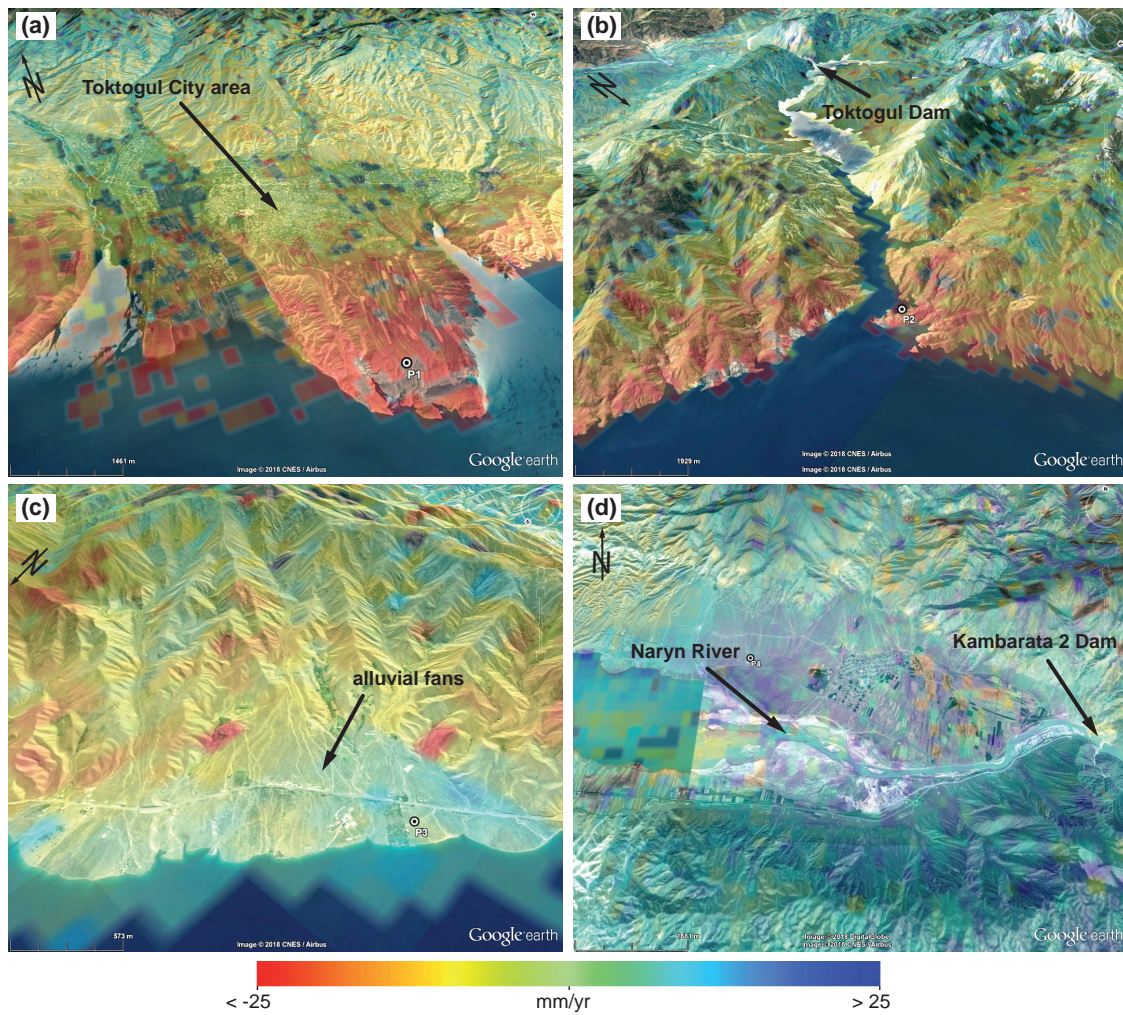 (a)
N
Toktogul City area
P1
1461 m
Image © 2018 CNES / Airbus
Google earth
(b)
N
Toktogul Dam
P2
1929 m
Image © 2018 CNES / Airbus
Image © 2018 CNES / Airbus
Google earth
(c)
N
alluvial fans
P3
573 m
Image © 2018 CNES / Airbus
Google earth
(d)
N
Naryn River
P4
Kambarata 2 Dam
Image © 2018 DigitalGlobe
Image © 2018 CNES / Airbus
Google earth
< -25
mm/yr
> 25